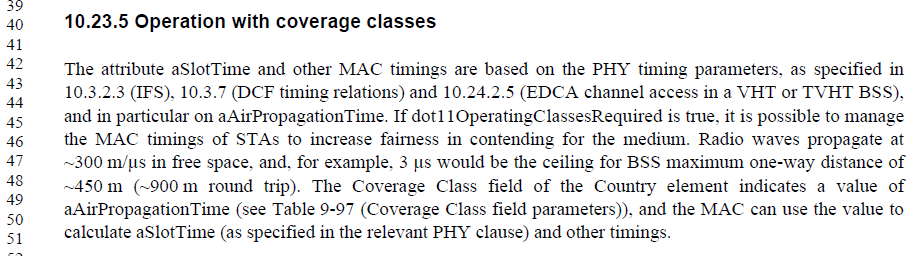 39
40 10.23.5 Operation with coverage classes
41
42 The attribute aSlotTime and other MAC timings are based on the PHY timing parameters, as specified in
43 10.3.2.3 (IFS), 10.3.7 (DCF timing relations) and 10.24.2.5 (EDCA channel access in a VHT or TVHT BSS),
44 and in particular on aAirPropagationTime. If dot11OperatingClassesRequired is true, it is possible to manage
45
46 the MAC timings of STAs to increase fairness in contending for the medium. Radio waves propagate at
47 ~300 m/µs in free space, and, for example, 3 µs would be the ceiling for BSS maximum one-way distance of
48 ~450 m (~900 m round trip). The Coverage Class field of the Country element indicates a value of
49
50 aAirPropagationTime (see Table 9-97 (Coverage Class field parameters)), and the MAC can use the value to
51 calculate aSlotTime (as specified in the relevant PHY clause) and other timings.